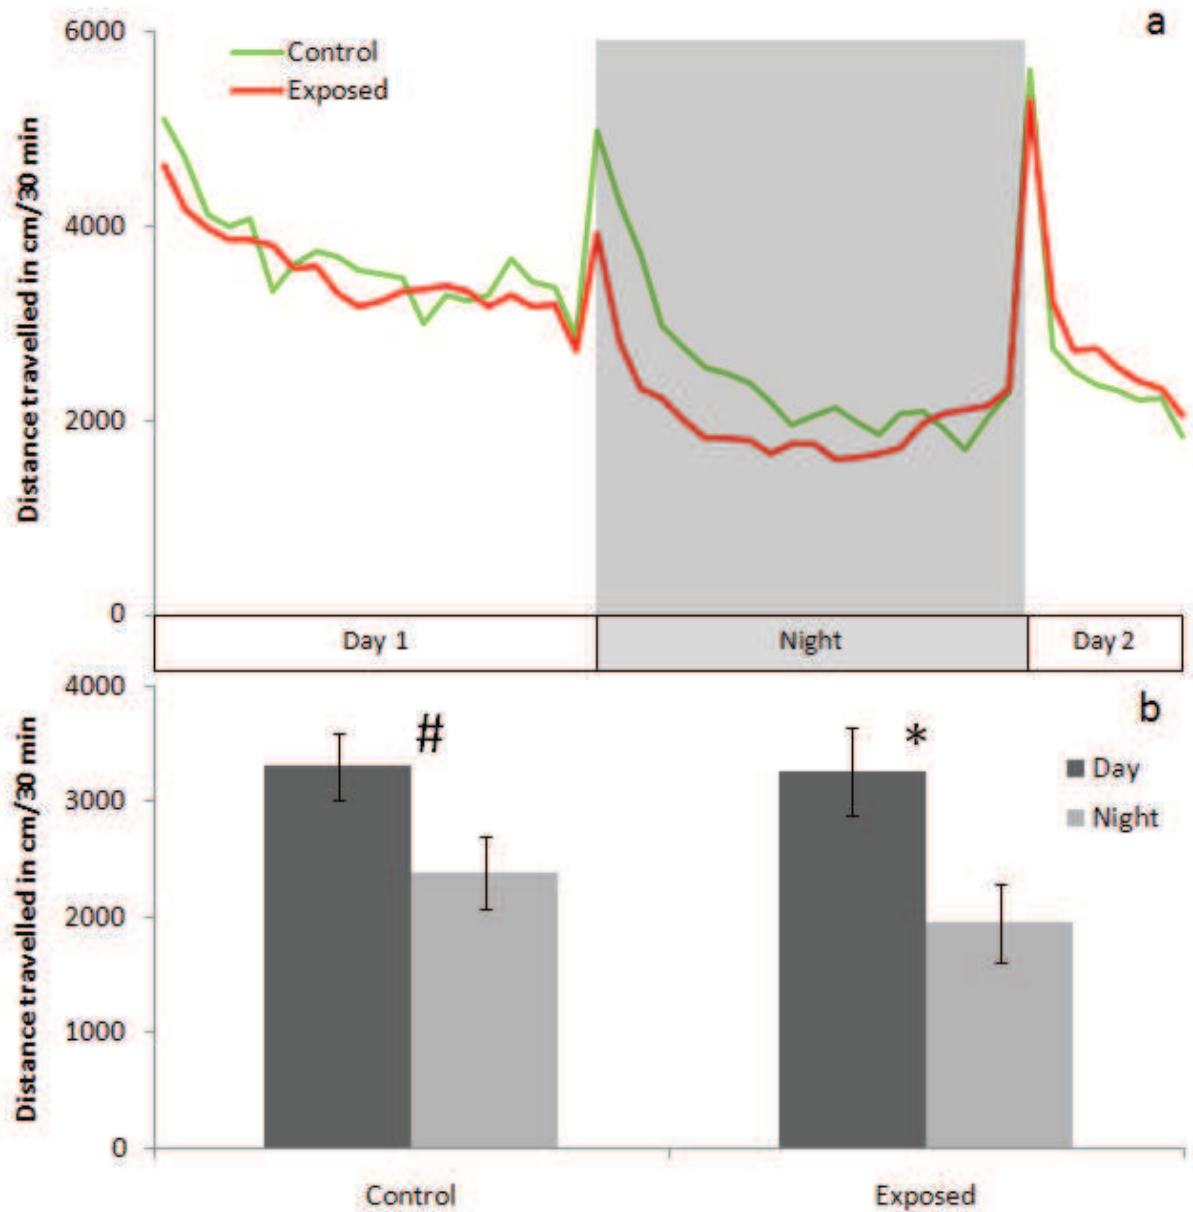 a
6000
Control
Exposed
4000
2000
0
Distance travelled in cm/30 min
Day 1 Night Day 2
b
4000
# *
Day
Night
3000
2000
1000
0
Distance travelled in cm/30 min
Control Exposed